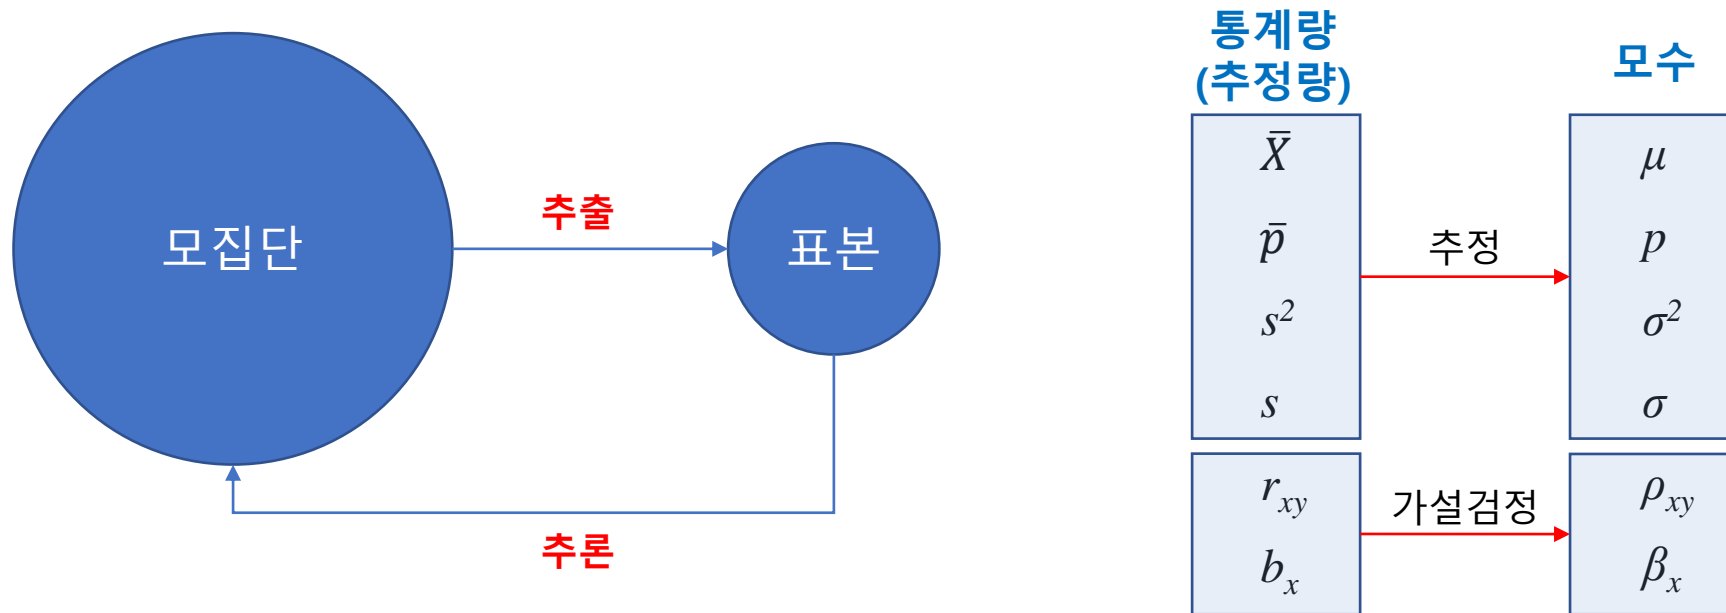 모집단
추출
표본
추론
통계량
(추정량)
모수
X̄
p̄
s²
s
추정
μ
p
σ²
σ
r_xy
b_x
가설검정
ρ_xy
β_x